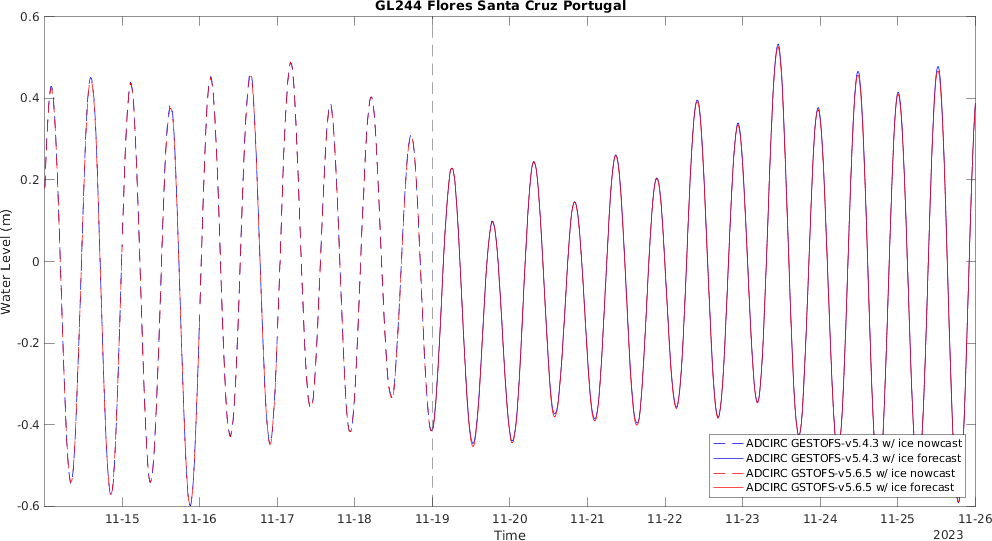 GL244 Flores Santa Cruz Portugal
0.6
0.4
0.2
0
-0.2
-0.4
-0.6
Water Level (m)
ADCIRC GESTOFS-v5.4.3 w/ ice nowcast
ADCIRC GESTOFS-v5.4.3 w/ ice forecast
ADCIRC GSTOFS-v5.6.5 w/ ice nowcast
ADCIRC GSTOFS-v5.6.5 w/ ice forecast
11-15 11-16 11-17 11-18 11-19 11-20 11-21 11-22 11-23 11-24 11-25 11-26
Time
2023